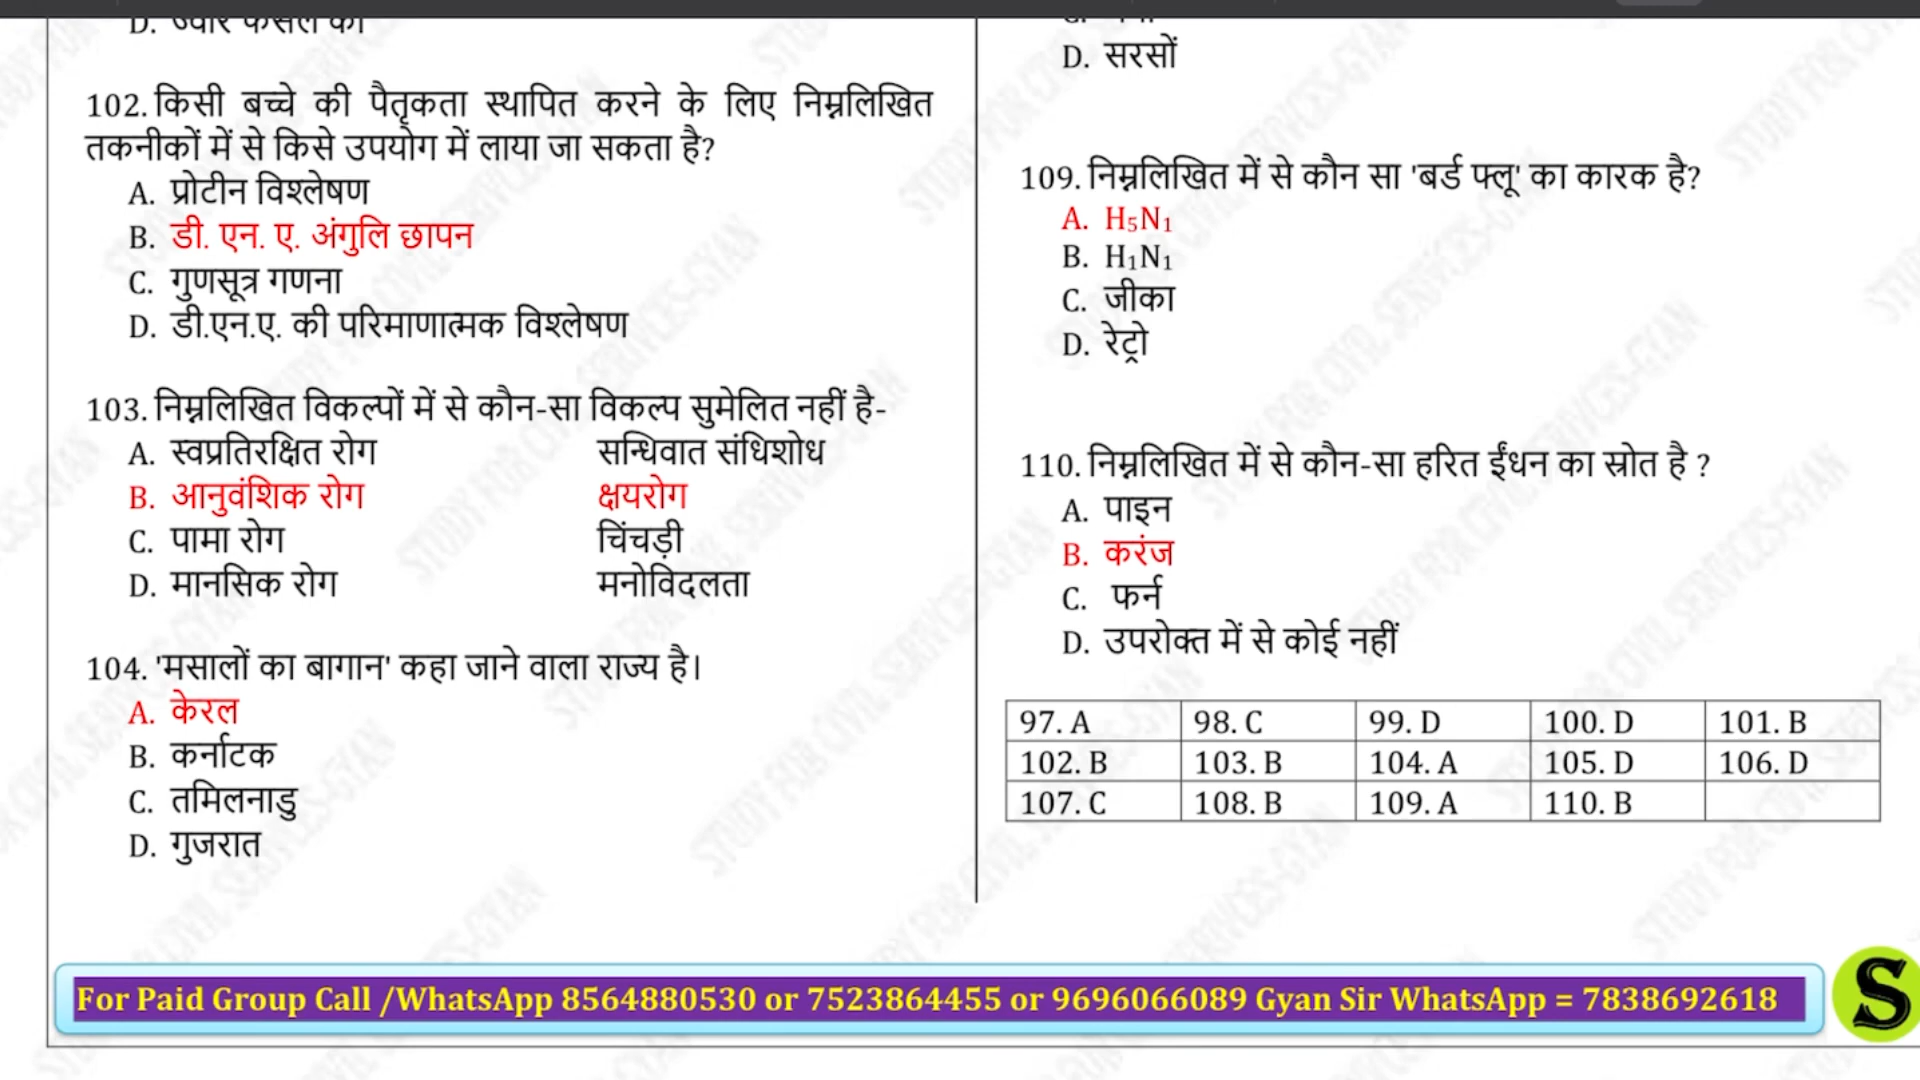 D. ज्वार फसल की
102. किसी बच्चे की पैतृकता स्थापित करने के लिए निम्नलिखित
तकनीकों में से किसे उपयोग में लाया जा सकता है?
A. प्रोटीन विश्लेषण
B. डी. एन. ए. अंगुलि छापन
C. गुणसूत्र गणना
D. डी.एन.ए. की परिमाणात्मक विश्लेषण
103. निम्नलिखित विकल्पों में से कौन-सा विकल्प सुमेलित नहीं है-
A. स्वप्रतिरक्षित रोग सन्धिवात संधिशोध
B. आनुवंशिक रोग क्षयरोग
C. पामा रोग चिंचड़ी
D. मानसिक रोग मनोविदलता
104. 'मसालों का बागान' कहा जाने वाला राज्य है।
A. केरल
B. कर्नाटक
C. तमिलनाडु
D. गुजरात
D. सरसों
109. निम्नलिखित में से कौन सा 'बर्ड फ्लू' का कारक है?
A. H₅N₁
B. H₁N₁
C. जीका
D. रेट्रो
110. निम्नलिखित में से कौन-सा हरित ईंधन का स्रोत है ?
A. पाइन
B. करंज
C. फर्न
D. उपरोक्त में से कोई नहीं
97. A 98. C 99. D 100. D 101. B
102. B 103. B 104. A 105. D 106. D
107. C 108. B 109. A 110. B
For Paid Group Call /WhatsApp 8564880530 or 7523864455 or 9696066089 Gyan Sir WhatsApp = 7838692618
S